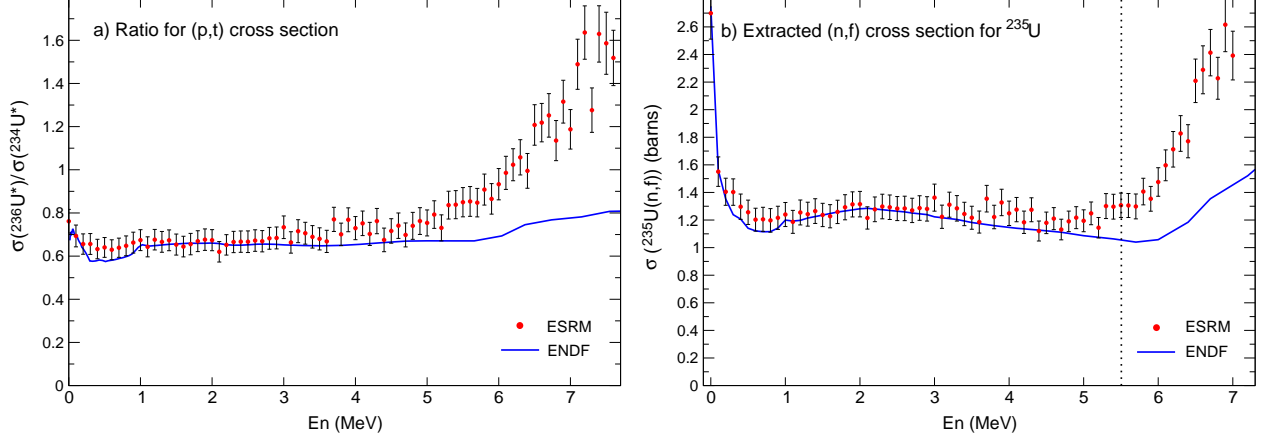 a) Ratio for (p,t) cross section
σ(²³⁶U*)/σ(²³⁴U*)
1.6
1.4
1.2
1
0.8
0.6
0.4
0.2
0
0 1 2 3 4 5 6 7
En (MeV)
ESRM
ENDF
b) Extracted (n,f) cross section for ²³⁵U
σ (²³⁵U(n,f)) (barns)
2.6
2.4
2.2
2
1.8
1.6
1.4
1.2
1
0.8
0.6
0.4
0.2
0
0 1 2 3 4 5 6 7
En (MeV)
ESRM
ENDF